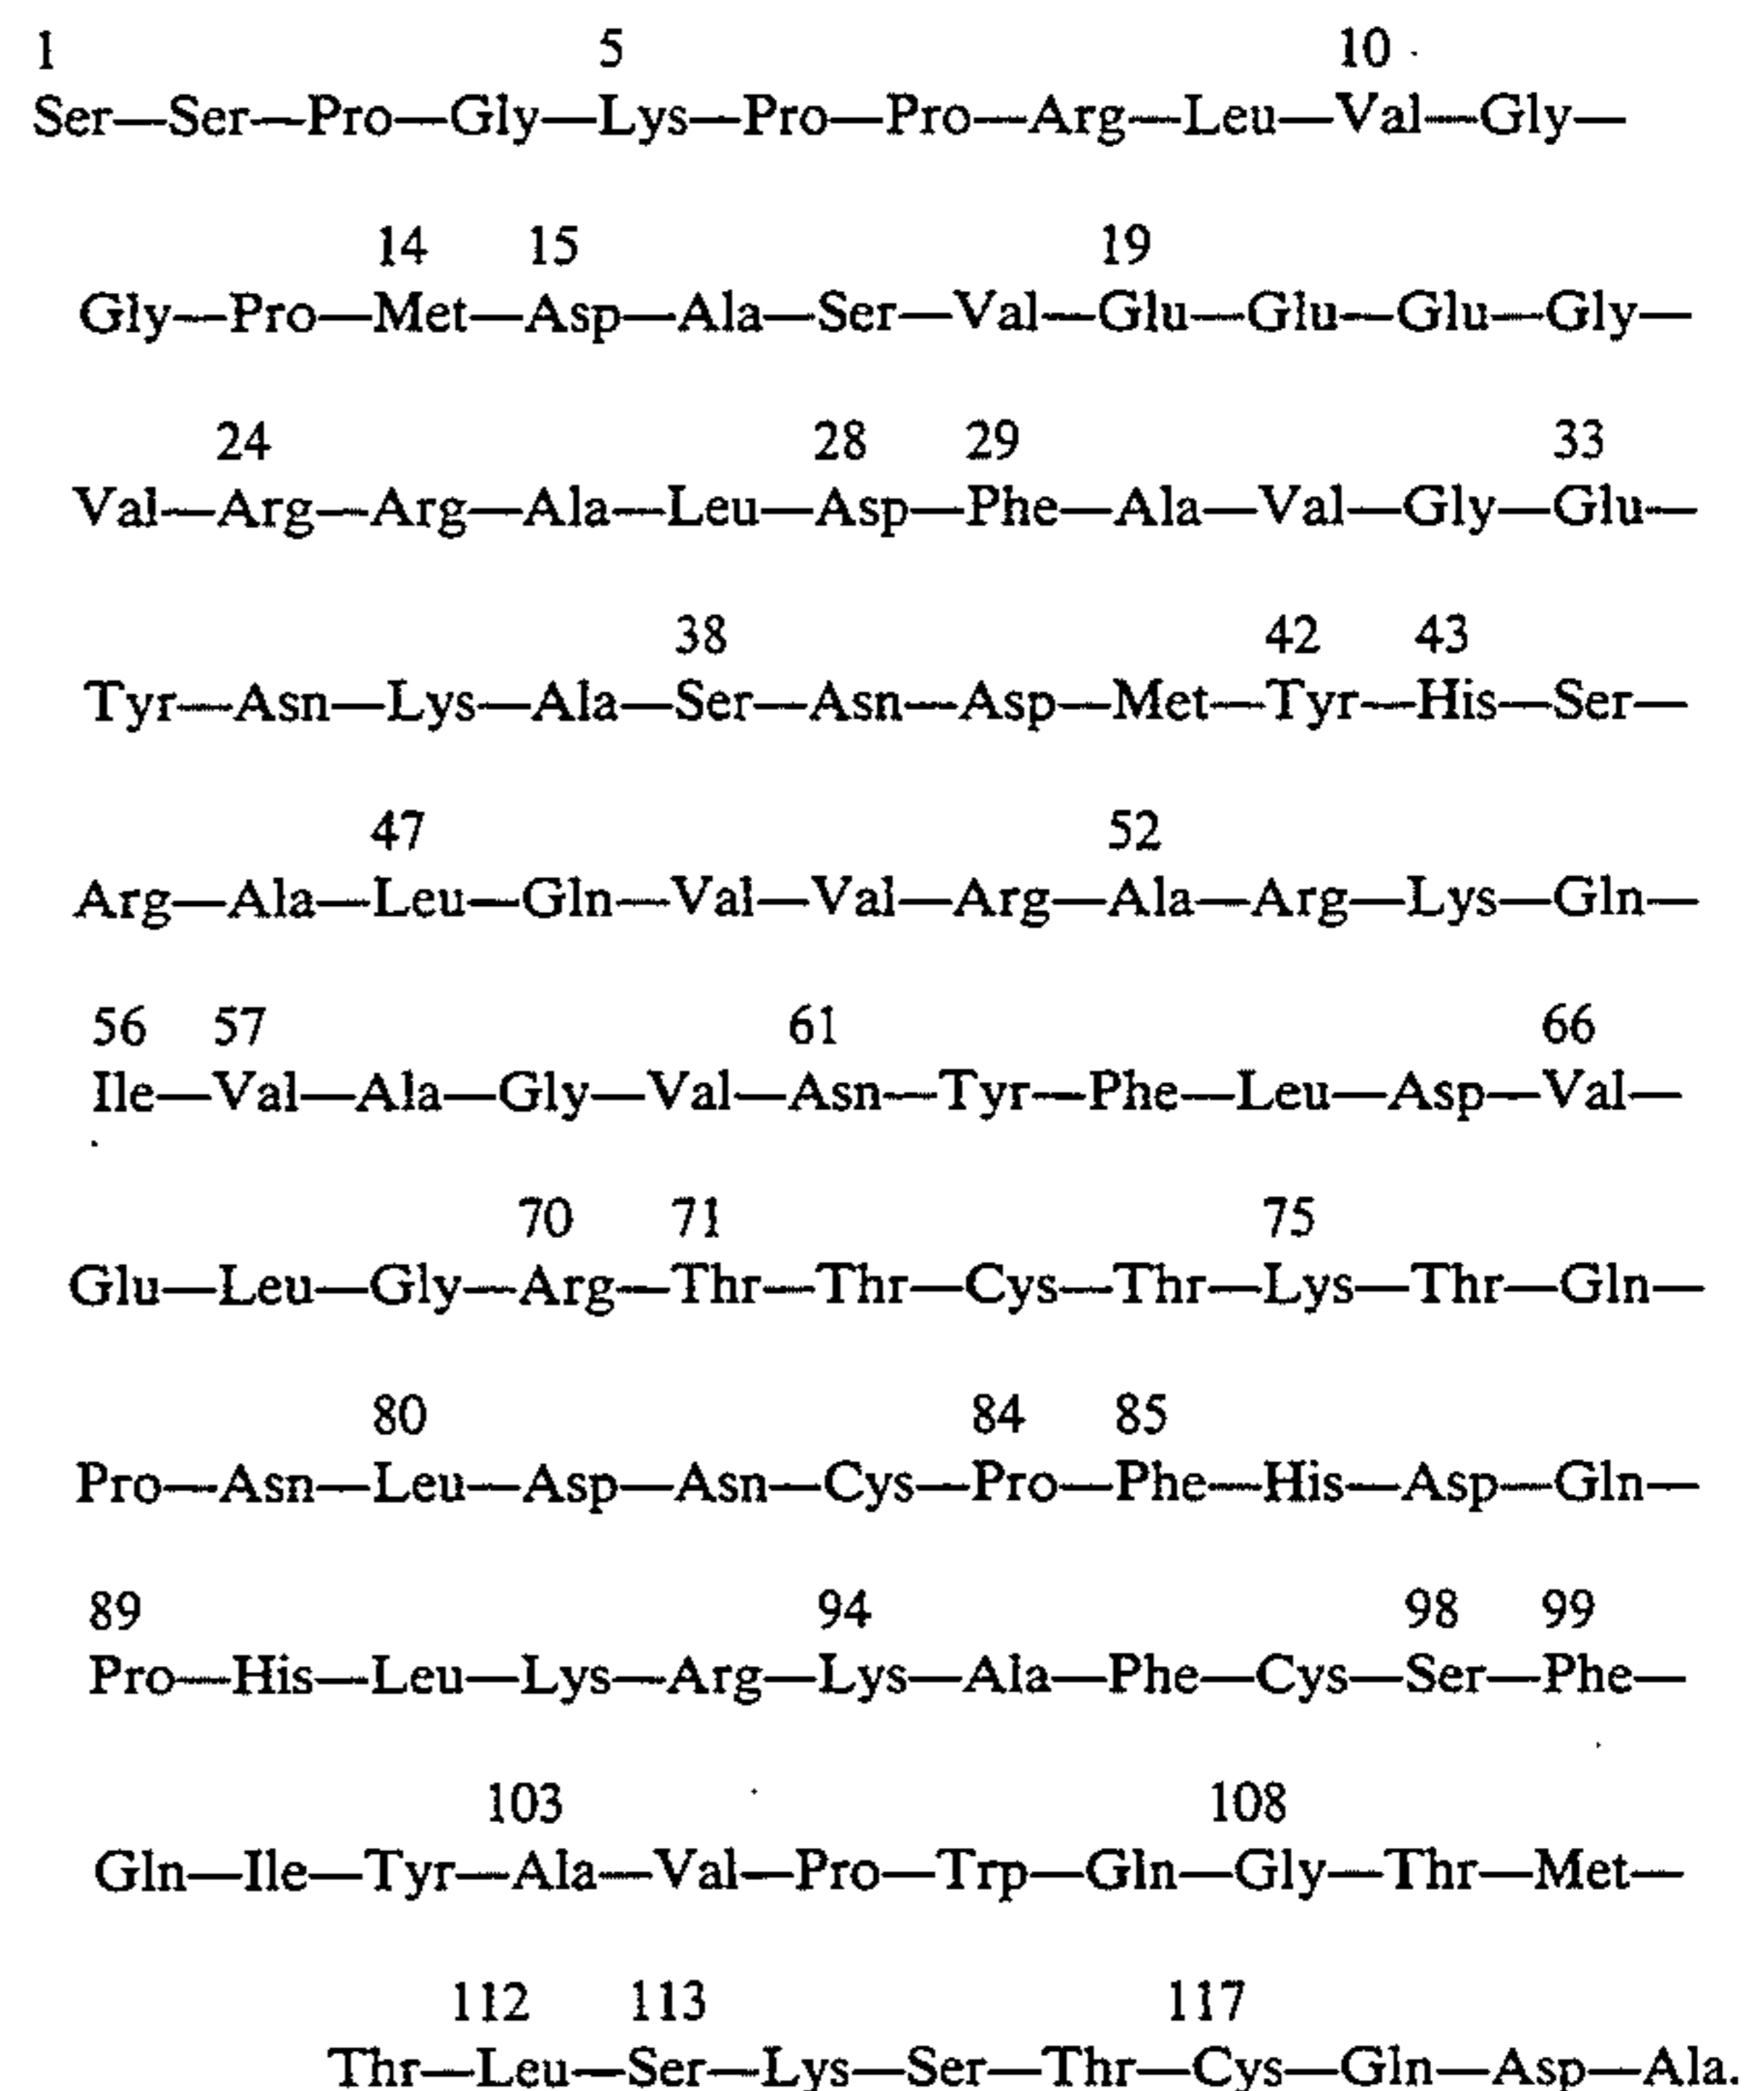 1 5 10
Ser—Ser—Pro—Gly—Lys—Pro—Pro—Arg—Leu—Val—Gly—
14 15 19
Gly—Pro—Met—Asp—Ala—Ser—Val—Glu—Glu—Glu—Gly—
24 28 29 33
Val—Arg—Arg—Ala—Leu—Asp—Phe—Ala—Val—Gly—Glu—
38 42 43
Tyr—Asn—Lys—Ala—Ser—Asn—Asp—Met—Tyr—His—Ser—
47 52
Arg—Ala—Leu—Gln—Val—Val—Arg—Ala—Arg—Lys—Gln—
56 57 61 66
Ile—Val—Ala—Gly—Val—Asn—Tyr—Phe—Leu—Asp—Val—
70 71 75
Glu—Leu—Gly—Arg—Thr—Thr—Cys—Thr—Lys—Thr—Gln—
80 84 85
Pro—Asn—Leu—Asp—Asn—Cys—Pro—Phe—His—Asp—Gln—
89 94 98 99
Pro—His—Leu—Lys—Arg—Lys—Ala—Phe—Cys—Ser—Phe—
103 108
Gln—Ile—Tyr—Ala—Val—Pro—Trp—Gln—Gly—Thr—Met—
112 113 117
Thr—Leu—Ser—Lys—Ser—Thr—Cys—Gln—Asp—Ala.